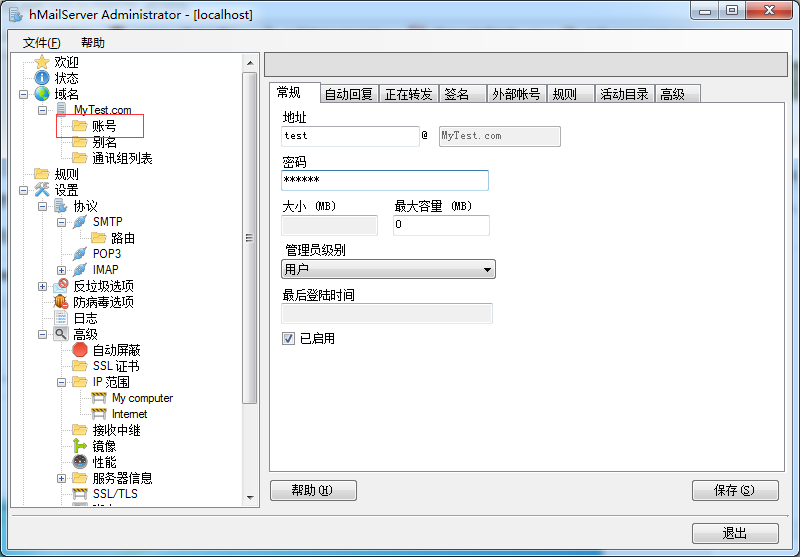 hMailServer Administrator - [localhost]
文件(F) 帮助
欢迎
状态
域名
MyTest.com
账号
别名
通讯组列表
规则
设置
协议
SMTP
路由
POP3
IMAP
反垃圾选项
防病毒选项
日志
高级
自动屏蔽
SSL 证书
IP 范围
My computer
Internet
接收中继
镜像
性能
服务器信息
SSL/TLS
常规 自动回复 正在转发 签名 外部帐号 规则 活动目录 高级
地址
test @ MyTest.com
密码
******
大小 (MB) 最大容量 (MB)
0
管理员级别
用户
最后登陆时间
已启用
帮助(H) 保存(S)
退出